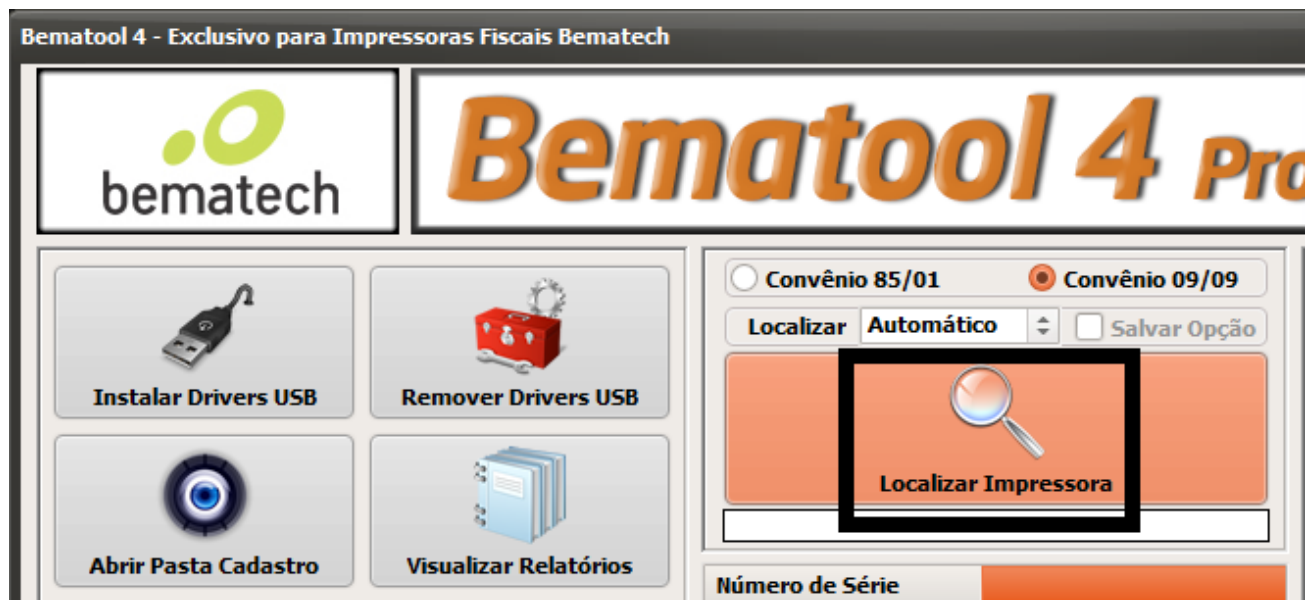 Bematool 4 - Exclusivo para Impressoras Fiscais Bematech
bematech
Bematool 4 Pro
Convênio 85/01
Convênio 09/09
Localizar
Automático
Salvar Opção
Instalar Drivers USB
Remover Drivers USB
Localizar Impressora
Abrir Pasta Cadastro
Visualizar Relatórios
Número de Série